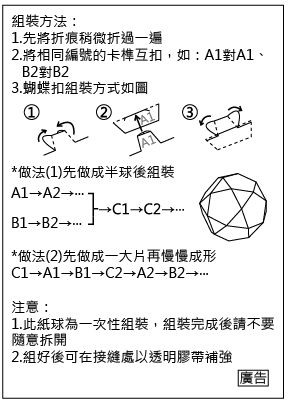 組裝方法：
1.先將折痕稍微折過一遍
2.將相同編號的卡榫互扣，如：A1對A1、
B2對B2
3.蝴蝶扣組裝方式如圖
① ② ③
A1
A1
*做法(1)先做成半球後組裝
A1→A2→…
→C1→C2→…
B1→B2→…
*做法(2)先做成一大片再慢慢成形
C1→A1→B1→C2→A2→B2→…
注意：
1.此紙球為一次性組裝，組裝完成後請不要
隨意拆開
2.組好後可在接縫處以透明膠帶補強
廣告